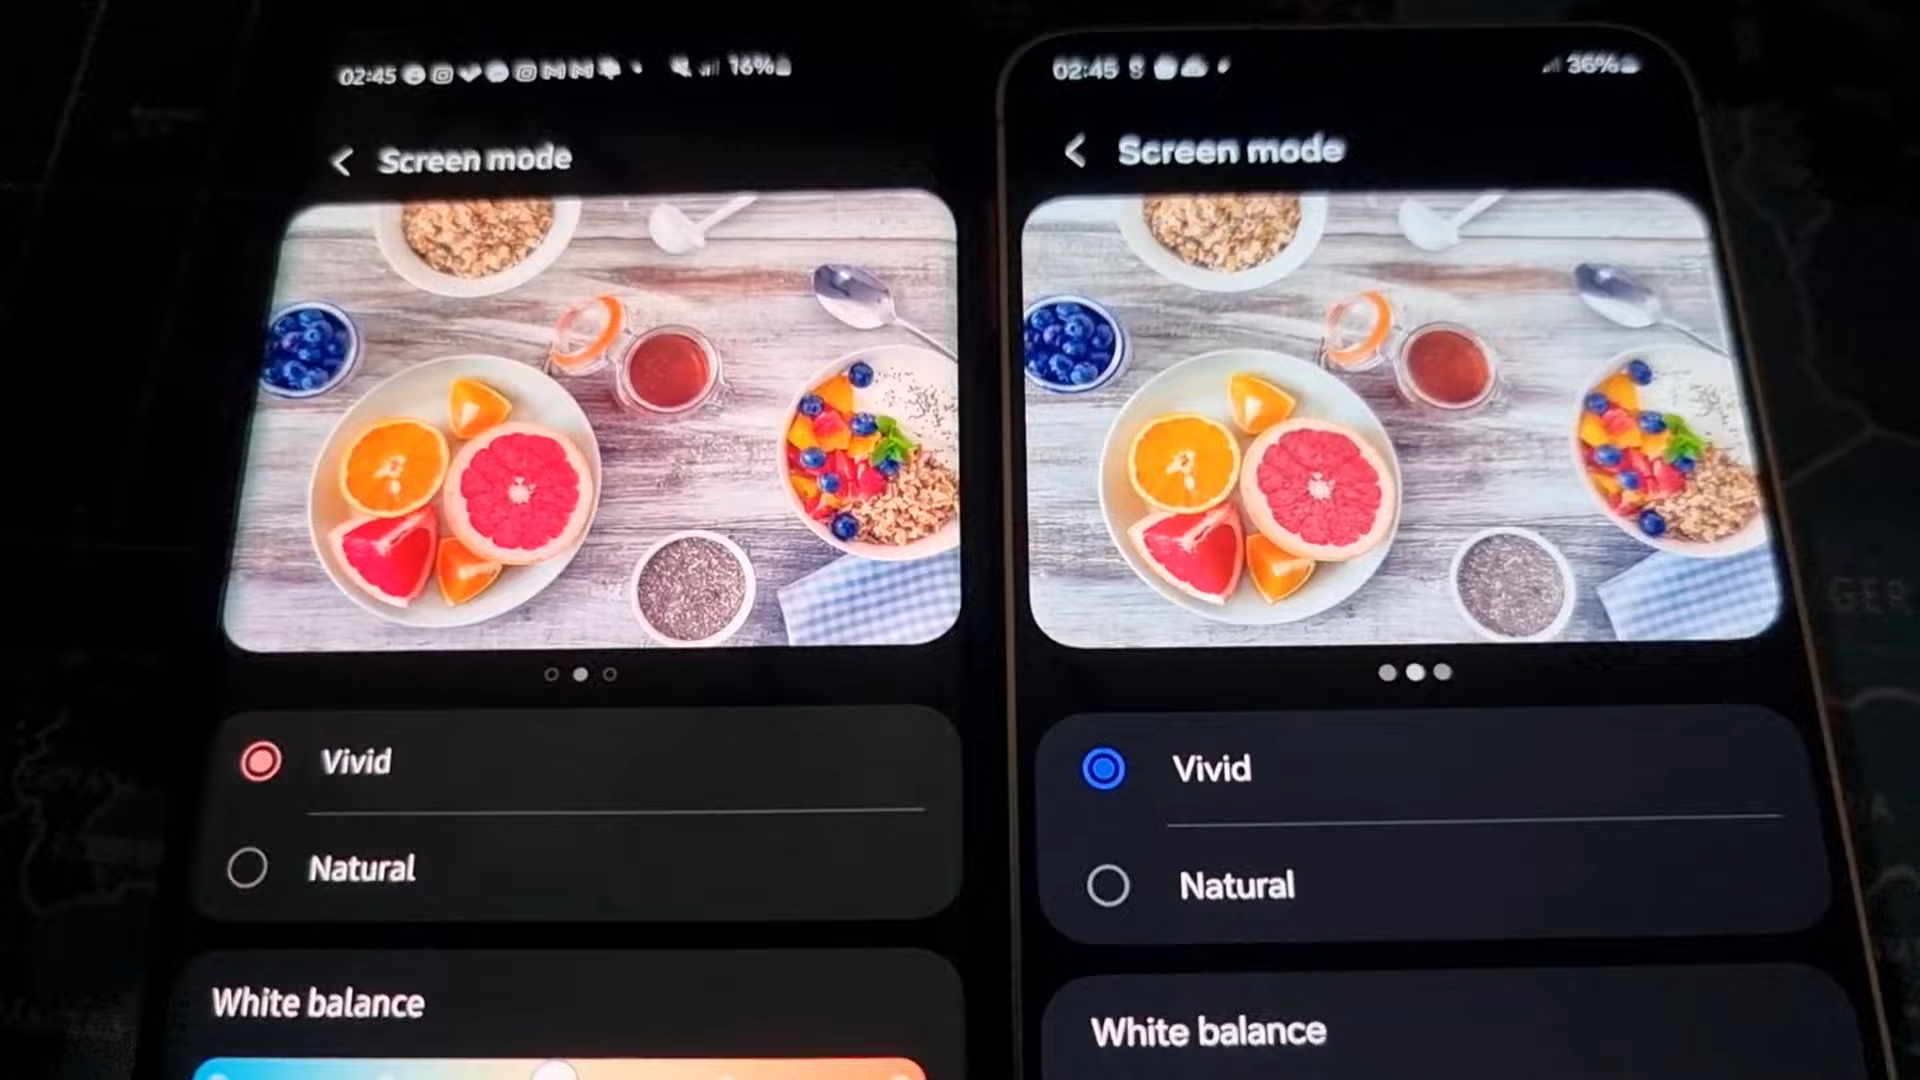 02:45 16%
Screen mode
Vivid
Natural
White balance
02:45 36%
Screen mode
Vivid
Natural
White balance